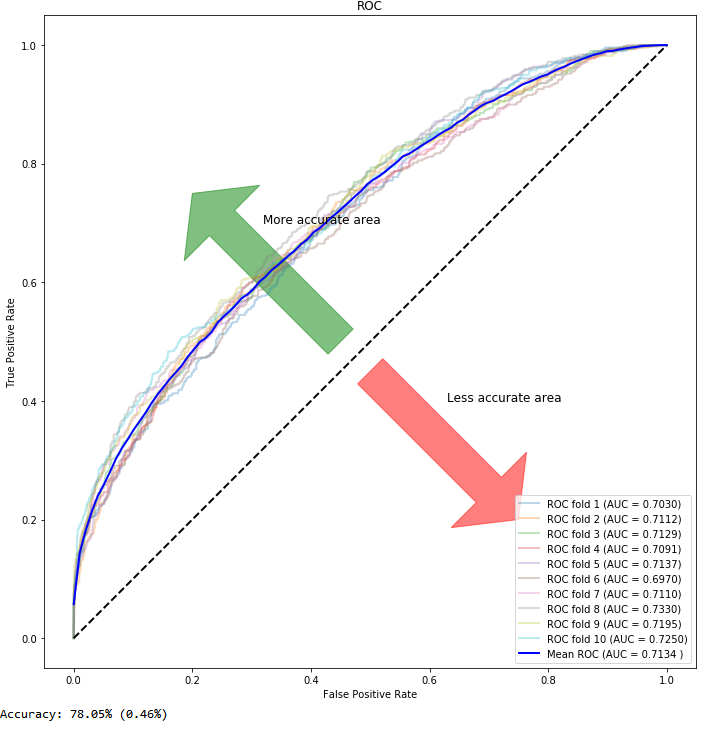 ROC
1.0
0.8
0.6
0.4
0.2
0.0
True Positive Rate
More accurate area
Less accurate area
ROC fold 1 (AUC = 0.7030)
ROC fold 2 (AUC = 0.7112)
ROC fold 3 (AUC = 0.7129)
ROC fold 4 (AUC = 0.7091)
ROC fold 5 (AUC = 0.7137)
ROC fold 6 (AUC = 0.6970)
ROC fold 7 (AUC = 0.7110)
ROC fold 8 (AUC = 0.7330)
ROC fold 9 (AUC = 0.7195)
ROC fold 10 (AUC = 0.7250)
Mean ROC (AUC = 0.7134 )
0.0 0.2 0.4 0.6 0.8 1.0
False Positive Rate
Accuracy: 78.05% (0.46%)